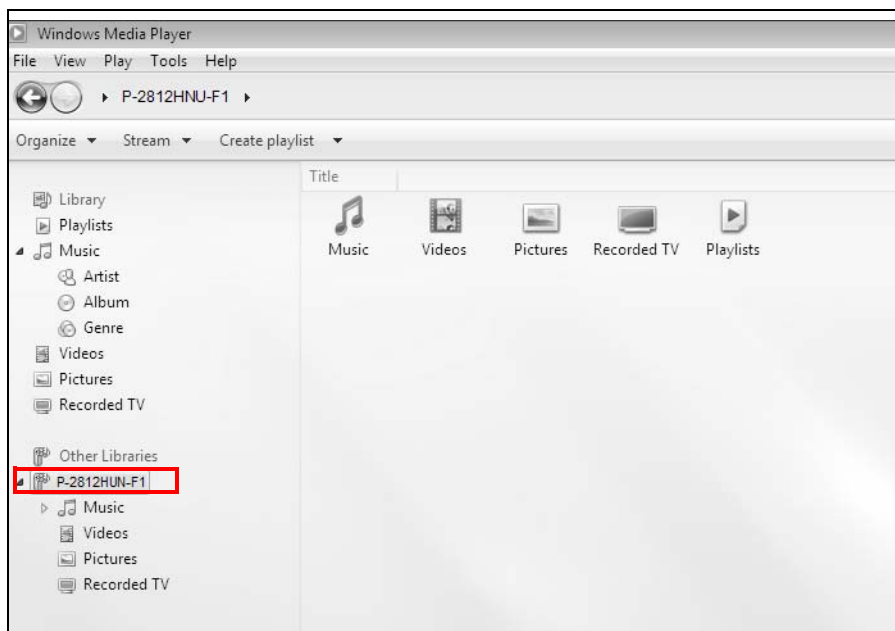 Windows Media Player
File View Play Tools Help
P-2812HNU-F1
Organize Stream Create playlist
Title
Library
Playlists
Music
Artist
Album
Genre
Videos
Pictures
Recorded TV
Other Libraries
P-2812HUN-F1
Music
Videos
Pictures
Recorded TV
Music Videos Pictures Recorded TV Playlists